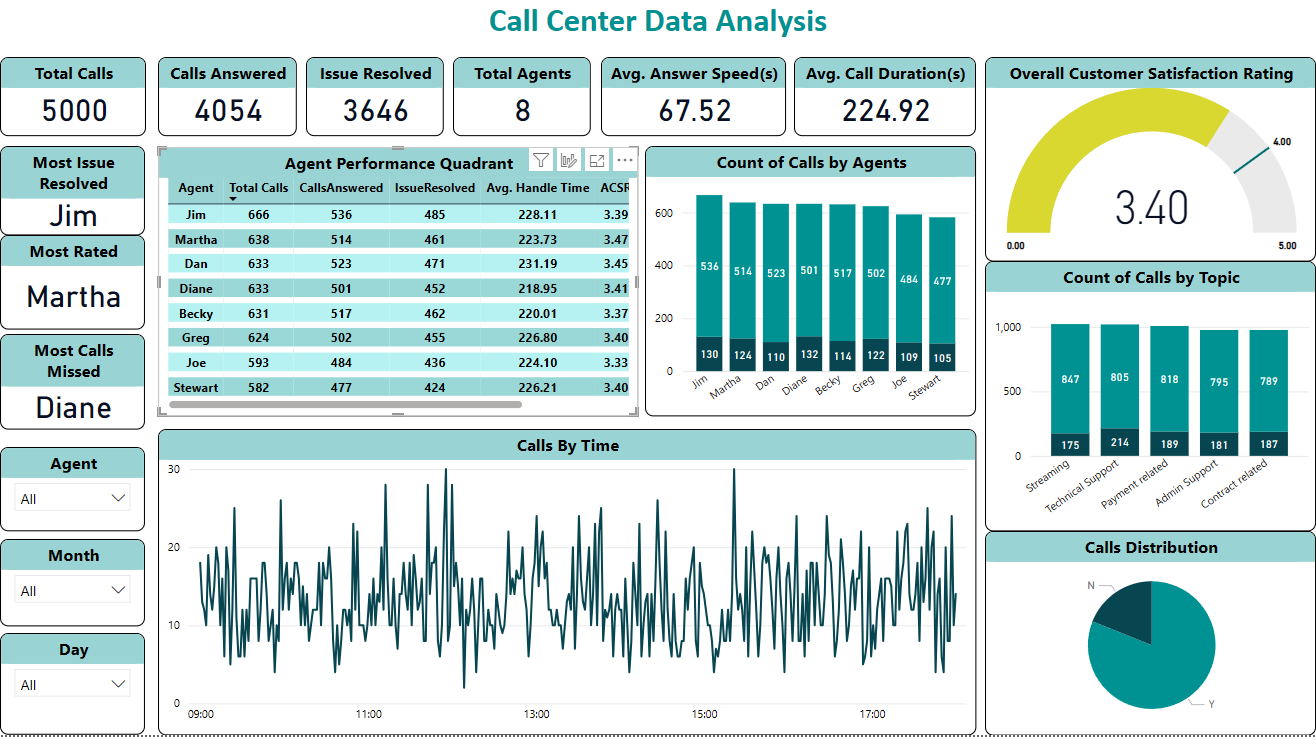 Call Center Data Analysis
Total Calls
5000
Calls Answered
4054
Issue Resolved
3646
Total Agents
8
Avg. Answer Speed(s)
67.52
Avg. Call Duration(s)
224.92
Overall Customer Satisfaction Rating
4.00
3.40
0.00 5.00
Most Issue
Resolved
Jim
Most Rated
Martha
Most Calls
Missed
Diane
Agent
All
Month
All
Day
All
Agent Performance Quadrant
Agent Total Calls CallsAnswered IssueResolved Avg. Handle Time ACSR
Jim 666 536 485 228.11 3.39
Martha 638 514 461 223.73 3.47
Dan 633 523 471 231.19 3.45
Diane 633 501 452 218.95 3.41
Becky 631 517 462 220.01 3.37
Greg 624 502 455 226.80 3.40
Joe 593 484 436 224.10 3.33
Stewart 582 477 424 226.21 3.40
Count of Calls by Agents
600
400
200
0
536 514 523 501 517 502 484 477
130 124 110 132 114 122 109 105
Jim Martha Dan Diane Becky Greg Joe Stewart
Count of Calls by Topic
1,000
500
0
847 805 818 795 789
175 214 189 181 187
Streaming Technical Support Payment related Admin Support Contract related
Calls By Time
30
20
10
0
09:00 11:00 13:00 15:00 17:00
Calls Distribution
N
Y